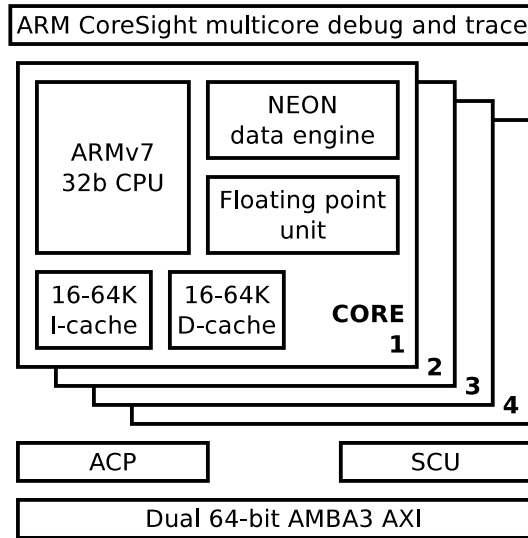 ARM CoreSight multicore debug and trace
ARMv7
32b CPU
NEON
data engine
Floating point
unit
16-64K
I-cache
16-64K
D-cache
CORE
1
2
3
4
ACP
SCU
Dual 64-bit AMBA3 AXI